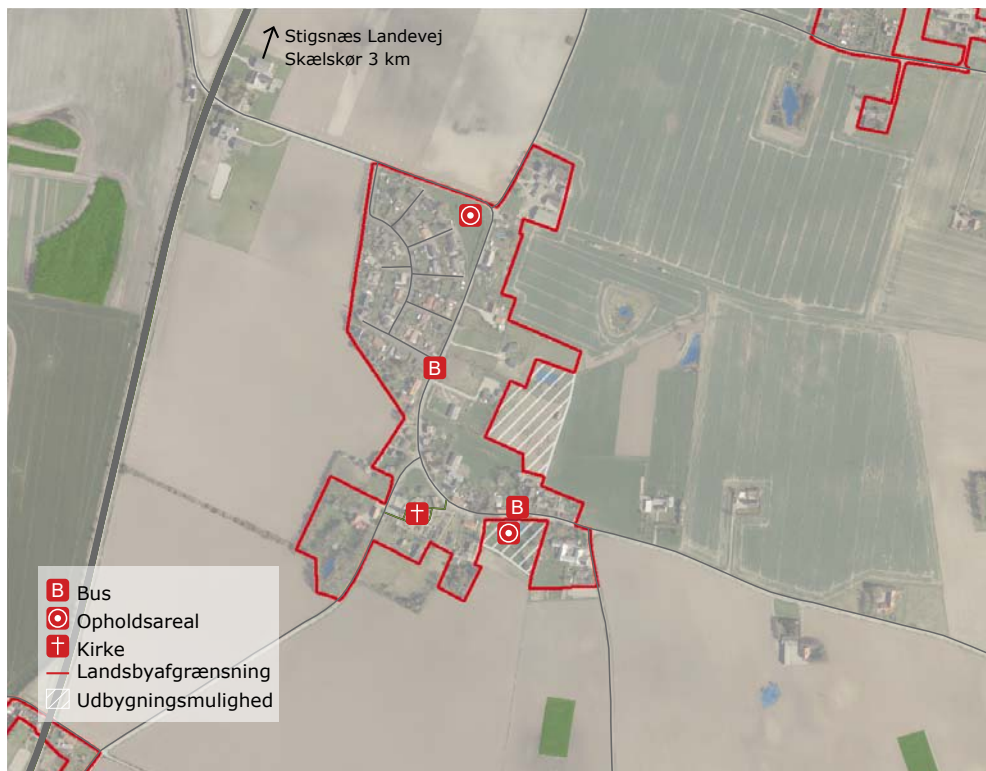 Stigsnæs Landevej
Skælskør 3 km
B
B
B Bus
Opholdsareal
Kirke
Landsbyafgrænsning
Udbygningsmulighed